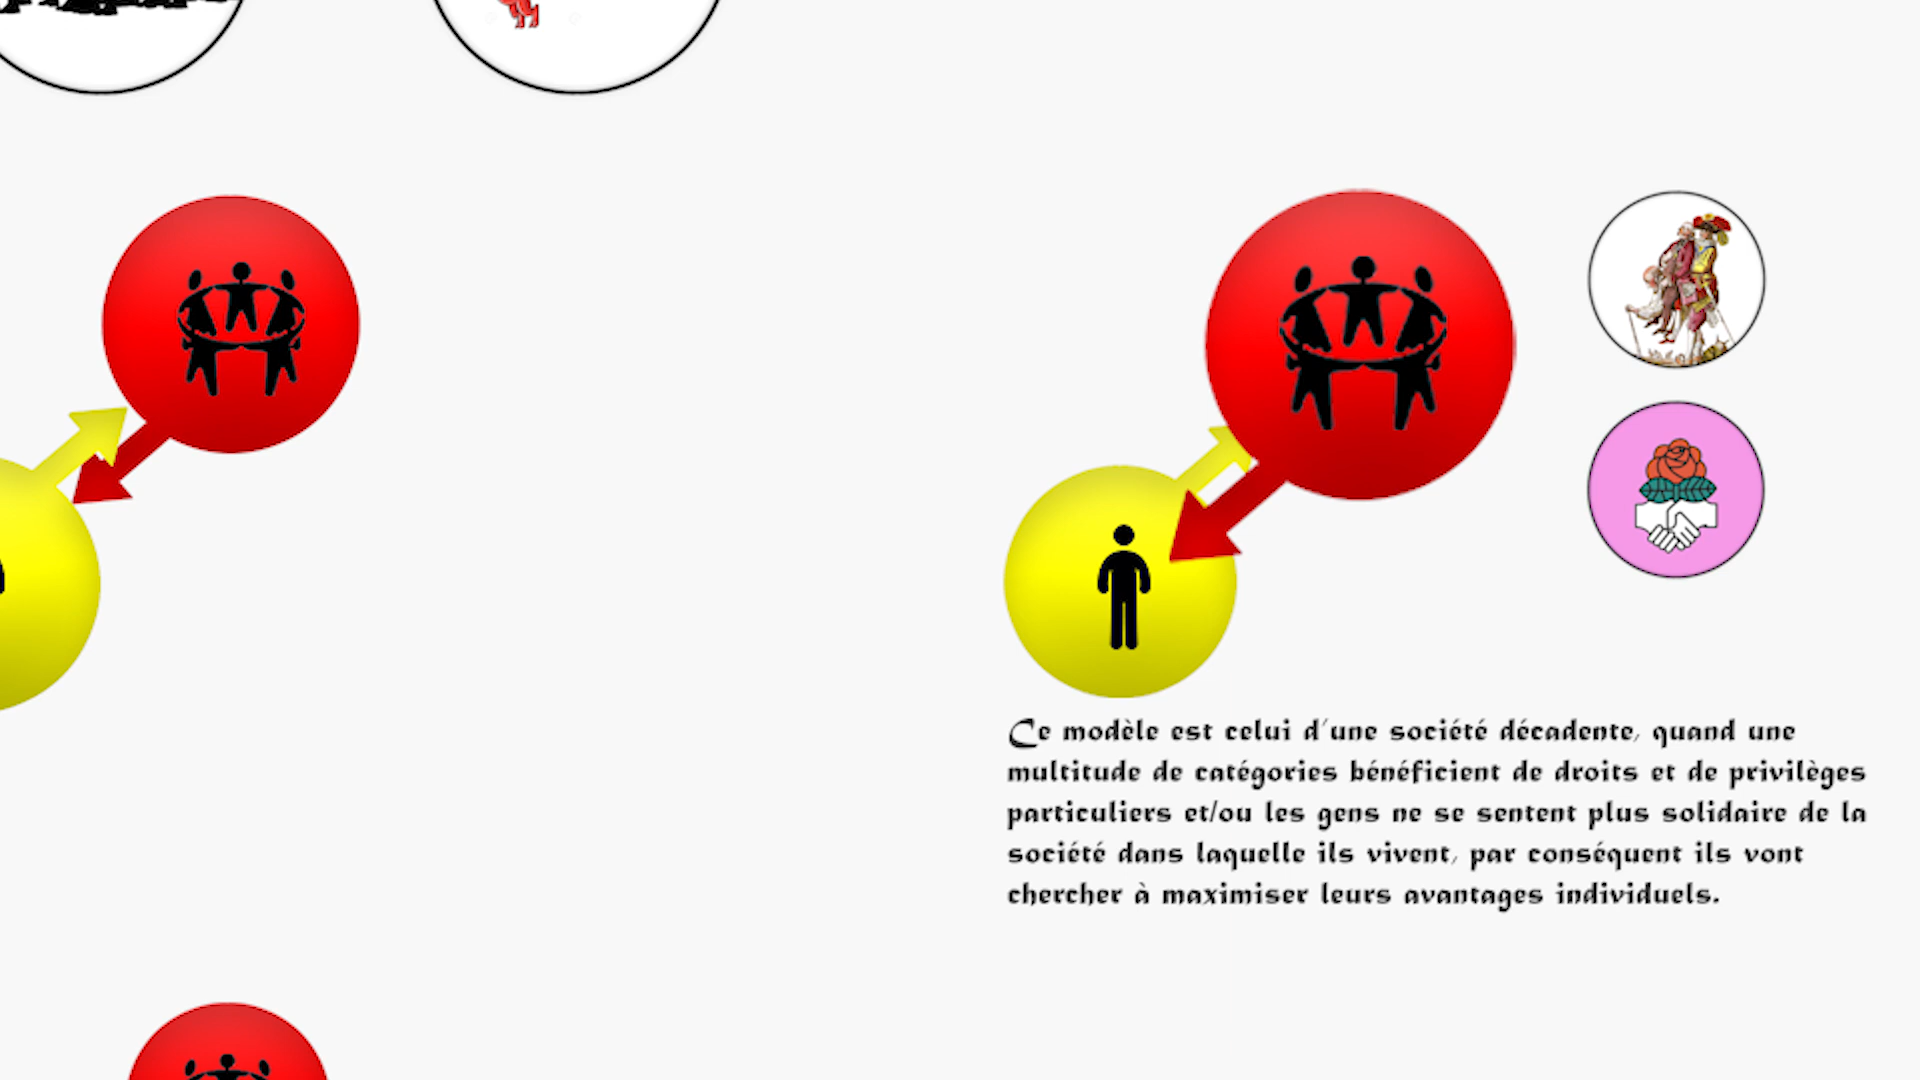 Ce modèle est celui d'une société décadente, quand une
multitude de catégories bénéficient de droits et de privilèges
particuliers et/ou les gens ne se sentent plus solidaire de la
société dans laquelle ils vivent, par conséquent ils vont
chercher à maximiser leurs avantages individuels.